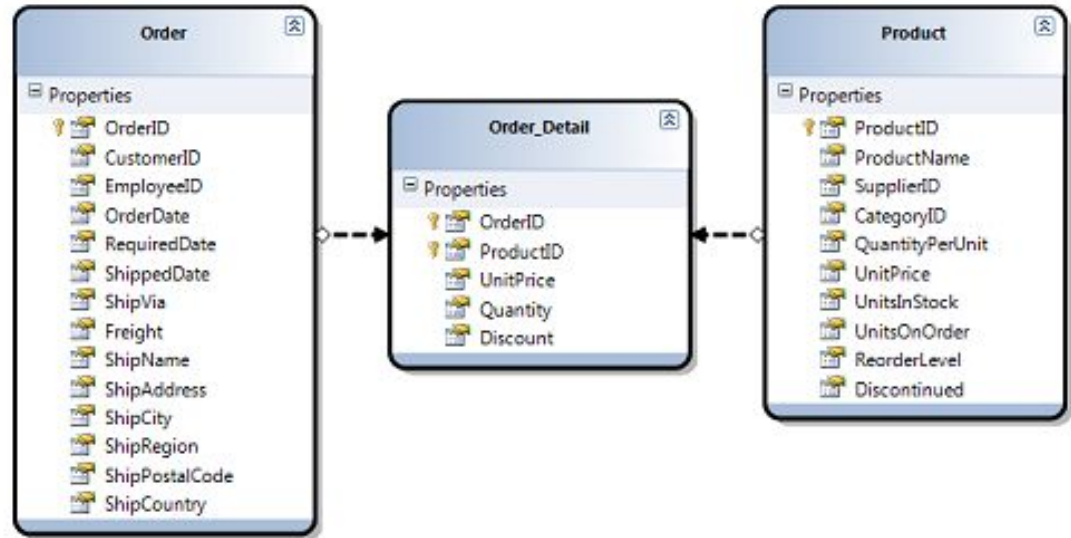 Order
Properties
OrderID
CustomerID
EmployeeID
OrderDate
RequiredDate
ShippedDate
ShipVia
Freight
ShipName
ShipAddress
ShipCity
ShipRegion
ShipPostalCode
ShipCountry
Order_Detail
Properties
OrderID
ProductID
UnitPrice
Quantity
Discount
Product
Properties
ProductID
ProductName
SupplierID
CategoryID
QuantityPerUnit
UnitPrice
UnitsInStock
UnitsOnOrder
ReorderLevel
Discontinued